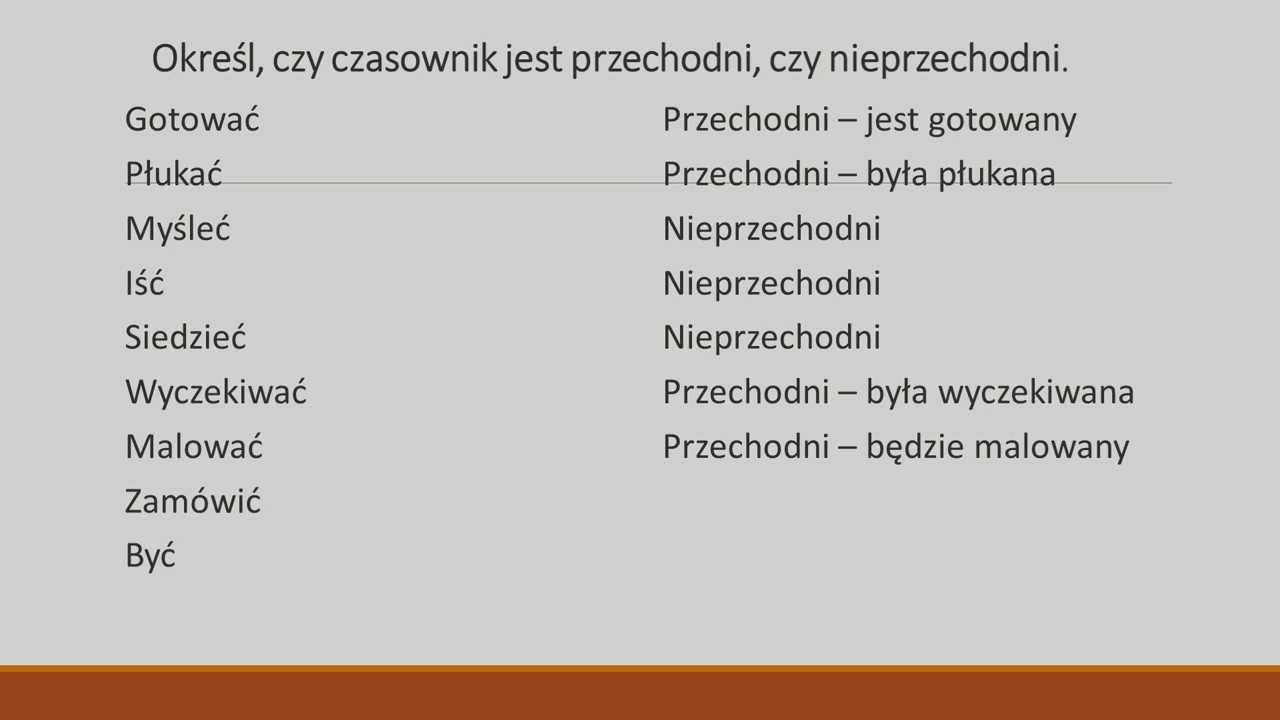 Określ, czy czasownik jest przechodni, czy nieprzechodni.
Gotować
Płukać
Myśleć
Iść
Siedzieć
Wyczekiwać
Malować
Zamówić
Być
Przechodni – jest gotowany
Przechodni – była płukana
Nieprzechodni
Nieprzechodni
Nieprzechodni
Przechodni – była wyczekiwana
Przechodni – będzie malowany